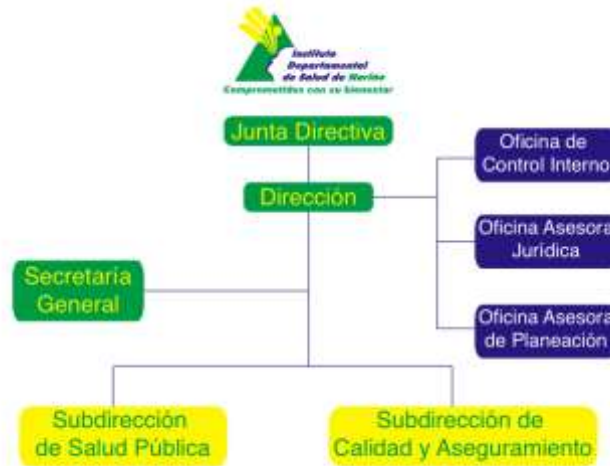 Instituto
Departamental
de Salud de Nariño
Comprometidos con su bienestar
Junta Directiva
Dirección
Oficina de
Control Interno
Oficina Asesora
Jurídica
Secretaría
General
Oficina Asesora
de Planeación
Subdirección
de Salud Pública
Subdirección de
Calidad y Aseguramiento